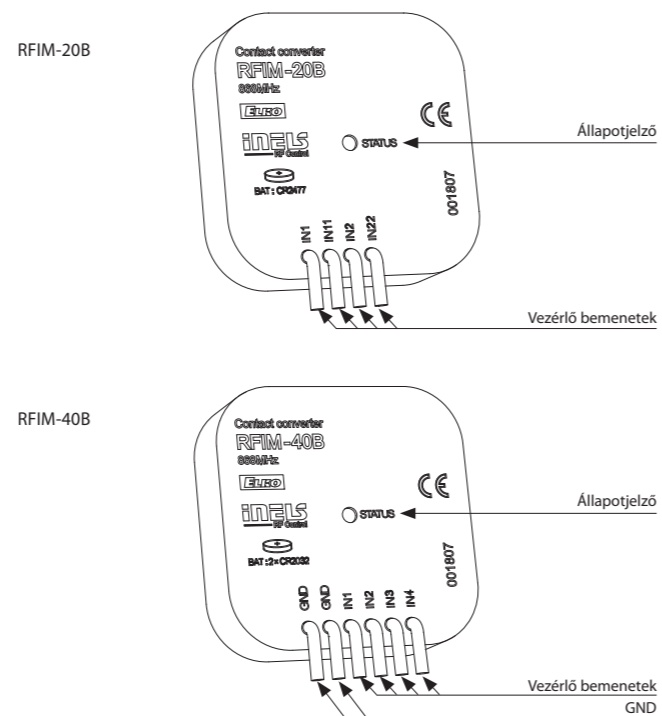 RFIM-20B
Contact converter
RFIM-20B
868MHz
ELKO
iNELS
RF Control
BAT : CR2477
STATUS
001807
IN1
IN11
IN2
IN22
Állapotjelző
Vezérlő bemenetek
RFIM-40B
Contact converter
RFIM-40B
868MHz
ELKO
iNELS
RF Control
BAT :2×CR2032
STATUS
001807
GND
GND
IN1
IN2
IN3
IN4
Állapotjelző
Vezérlő bemenetek
GND